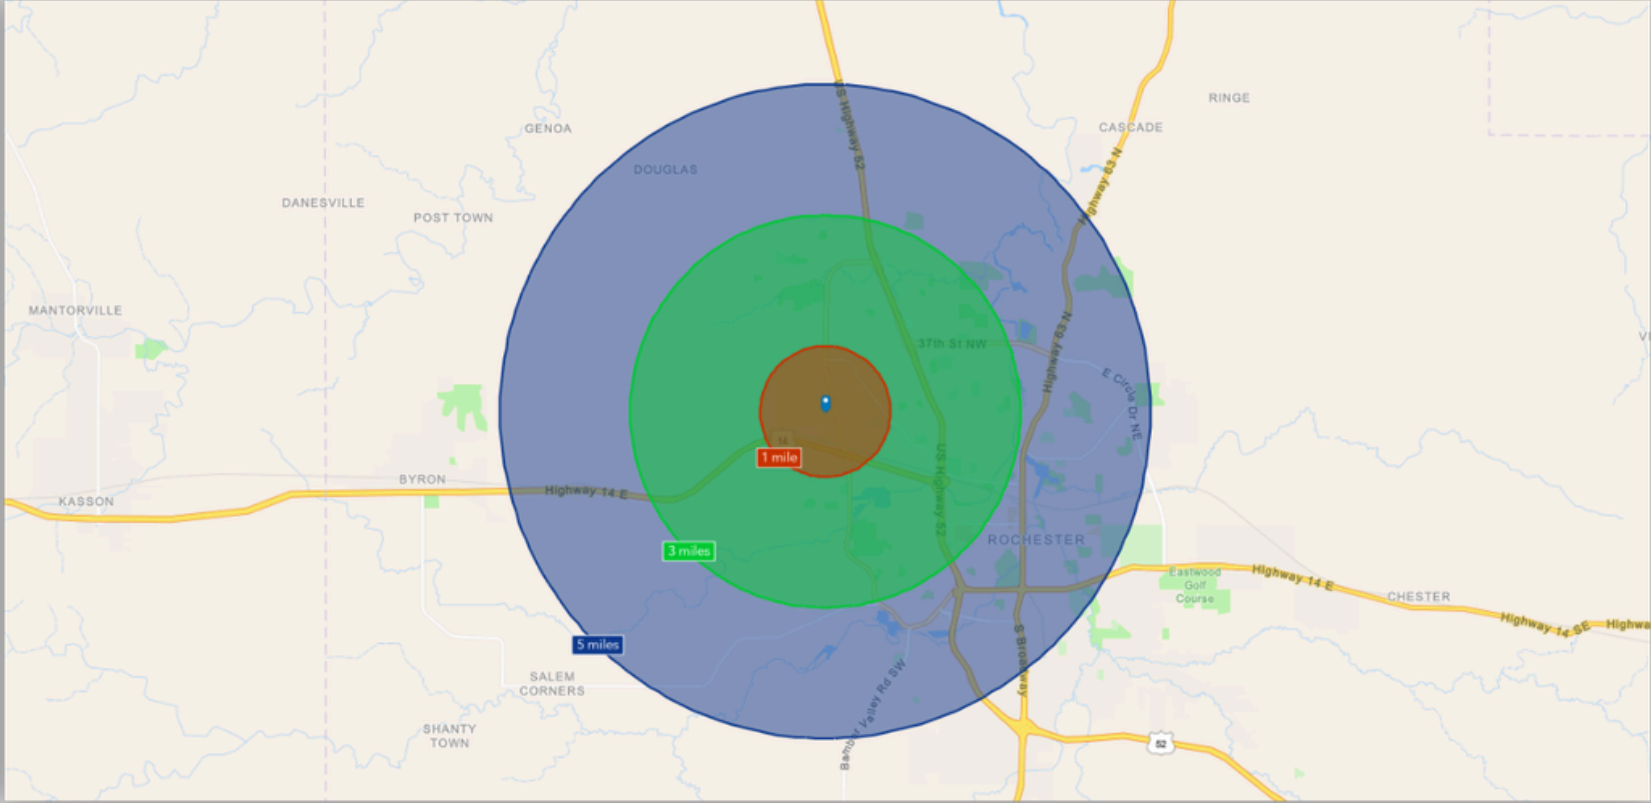 RINGE
CASCADE
GENOA
US Highway 52
DOUGLAS
Highway 63 N
DANESVILLE
POST TOWN
MANTORVILLE
37th St NW
Highway 63 N
E Circle Dr NE
14
1 mile
BYRON
US Highway 52
Highway 14 E
KASSON
ROCHESTER
3 miles
Eastwood
Golf
Course
Highway 14 E
CHESTER
Highway 14 SE
Highwa
5 miles
S Broadway
SALEM
CORNERS
Bamber Valley Rd SW
SHANTY
TOWN
52